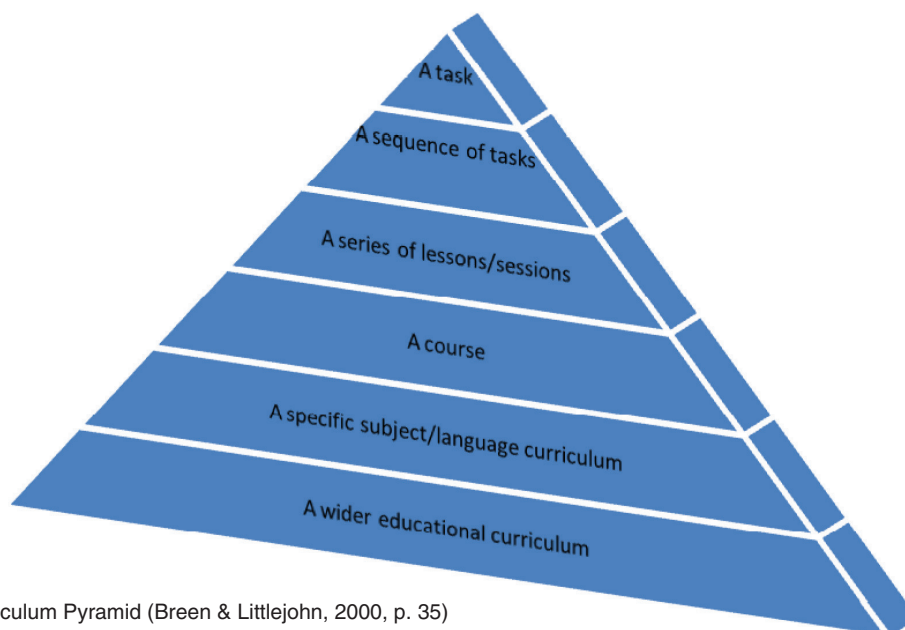 A task
A sequence of tasks
A series of lessons/sessions
A course
A specific subject/language curriculum
A wider educational curriculum
culum Pyramid (Breen & Littlejohn, 2000, p. 35)